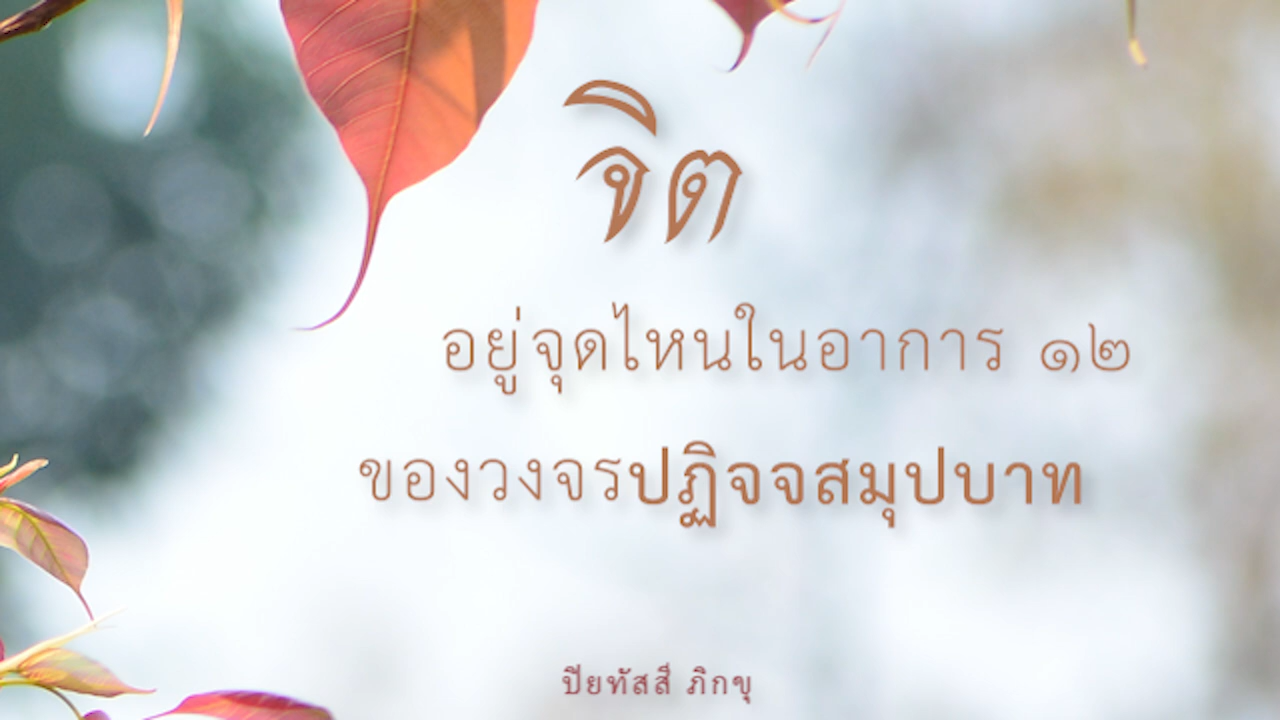 จิต
อยู่จุดไหนในอาการ ๑๒
ของวงจรปฏิจจสมุปบาท
ปิยทัสสี ภิกขุ